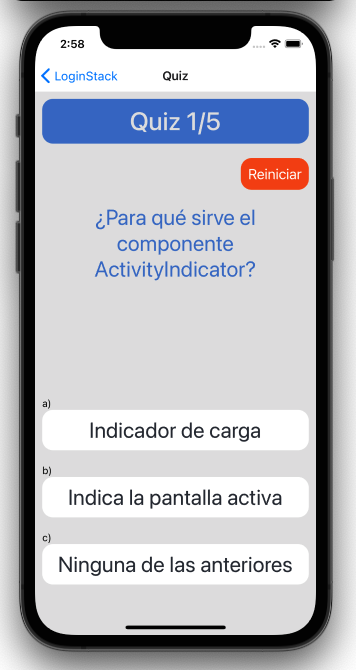 2:58
LoginStack
Quiz
Quiz 1/5
Reiniciar
¿Para qué sirve el
componente
ActivityIndicator?
a)
Indicador de carga
b)
Indica la pantalla activa
c)
Ninguna de las anteriores